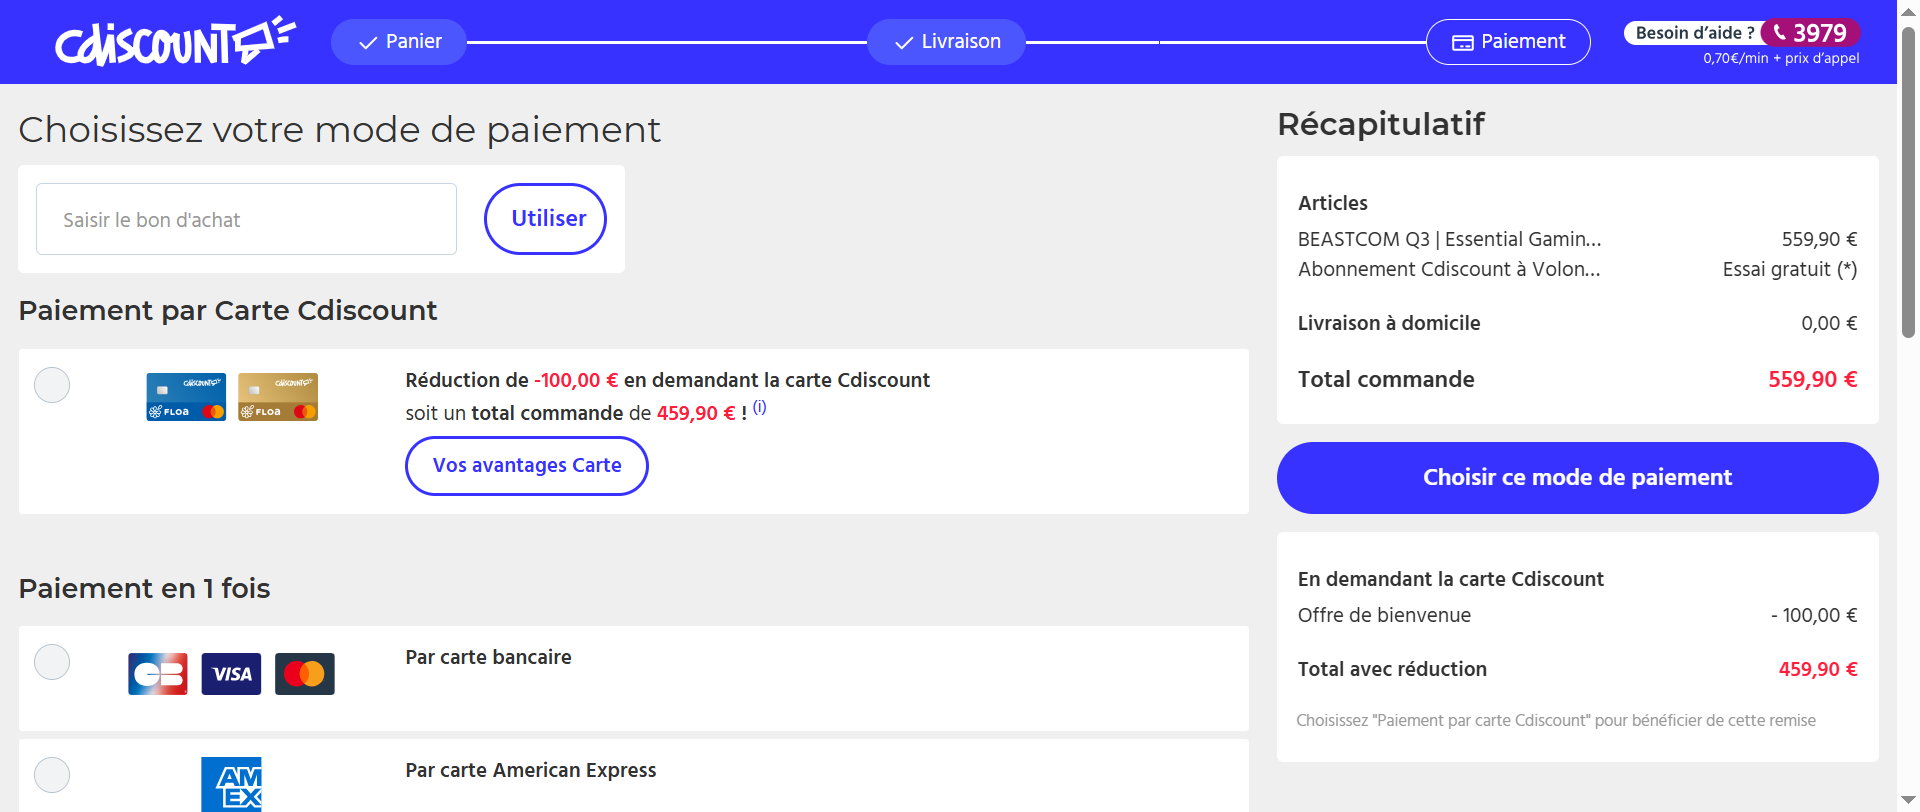 CDISCOUNT
Panier
Livraison
Paiement
Besoin d'aide ? 3979
0,70€/min + prix d'appel
Choisissez votre mode de paiement
Saisir le bon d'achat
Utiliser
Paiement par Carte Cdiscount
CDISCOUNT
FLOA
CDISCOUNT
FLOA
Réduction de -100,00 € en demandant la carte Cdiscount
soit un total commande de 459,90 € ! (i)
Vos avantages Carte
Paiement en 1 fois
CB
VISA
Par carte bancaire
AM
EX
Par carte American Express
Récapitulatif
Articles
BEASTCOM Q3 | Essential Gamin... 559,90 €
Abonnement Cdiscount à Volon... Essai gratuit (*)
Livraison à domicile 0,00 €
Total commande 559,90 €
Choisir ce mode de paiement
En demandant la carte Cdiscount
Offre de bienvenue - 100,00 €
Total avec réduction 459,90 €
Choisissez "Paiement par carte Cdiscount" pour bénéficier de cette remise